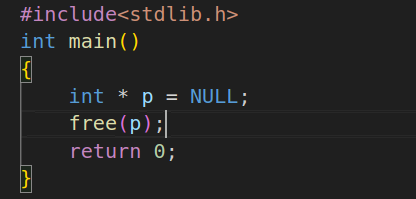 #include<stdlib.h>
int main()
{
    int * p = NULL;
    free(p);
    return 0;
}